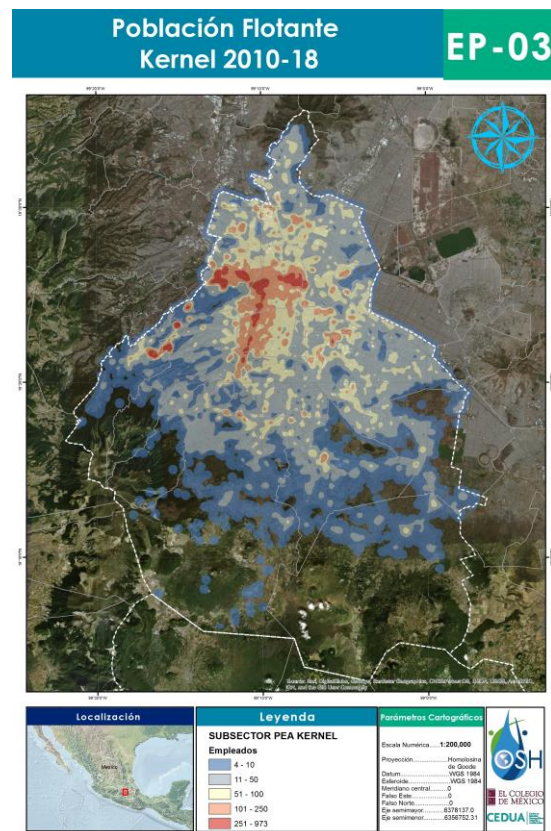 Población Flotante
Kernel 2010-18
EP-03
Localización
México
Leyenda
SUBSECTOR PEA KERNEL
Empleados
4 - 10
11 - 50
51 - 100
101 - 250
251 - 973
Parámetros Cartográficos
Escala Numérica.....1:200,000
Proyección..............Homolosina
de Goode
Datum.....................WGS 1984
Esferoide.................WGS 1984
Meridiano central.........0
Falso Este....................0
Falso Norte..................0
Eje semimayor.........6378137.0
Eje semimenor.........6356752.31
OSH
EL COLEGIO
DE MÉXICO
CEDUA